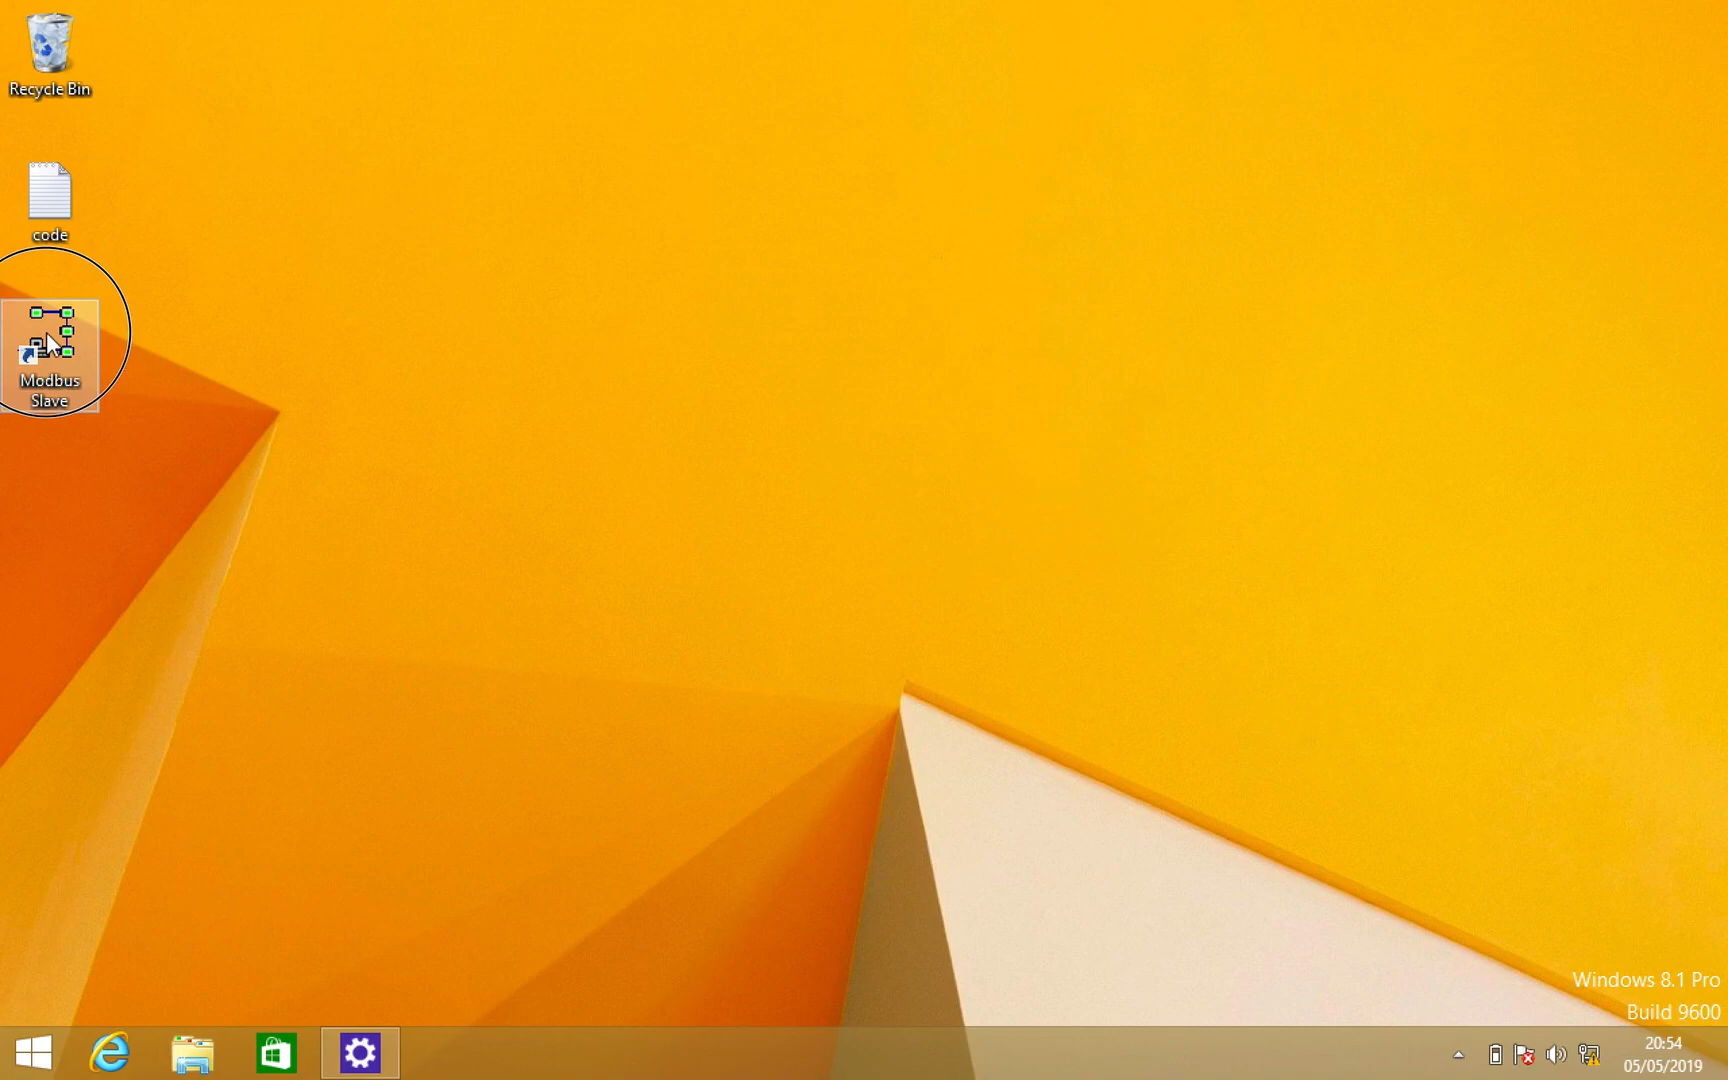 Recycle Bin
code
Modbus
Slave
Windows 8.1 Pro
Build 9600
20:54
05/05/2019